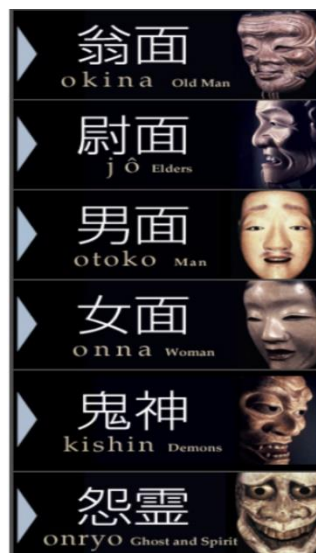 翁面
okina Old Man
尉面
jô Elders
男面
otoko Man
女面
onna Woman
鬼神
kishin Demons
怨霊
onryo Ghost and Spirit